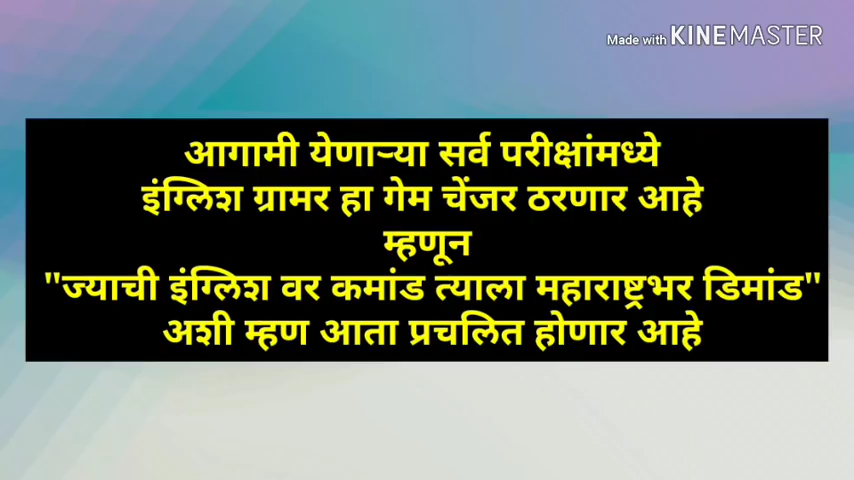 Made with KINEMASTER
आगामी येणाऱ्या सर्व परीक्षांमध्ये
इंग्लिश ग्रामर हा गेम चेंजर ठरणार आहे
म्हणून
"ज्याची इंग्लिश वर कमांड त्याला महाराष्ट्रभर डिमांड"
अशी म्हण आता प्रचलित होणार आहे